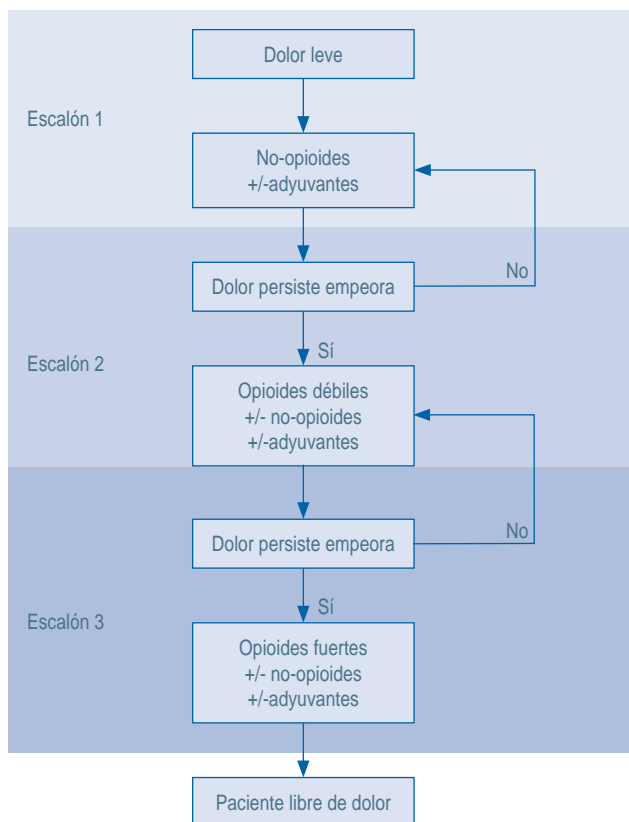 Dolor leve
Escalón 1
No-opioides
+/-adyuvantes
Dolor persiste empeora
No
Sí
Escalón 2
Opioides débiles
+/- no-opioides
+/-adyuvantes
Dolor persiste empeora
No
Sí
Escalón 3
Opioides fuertes
+/- no-opioides
+/-adyuvantes
Paciente libre de dolor